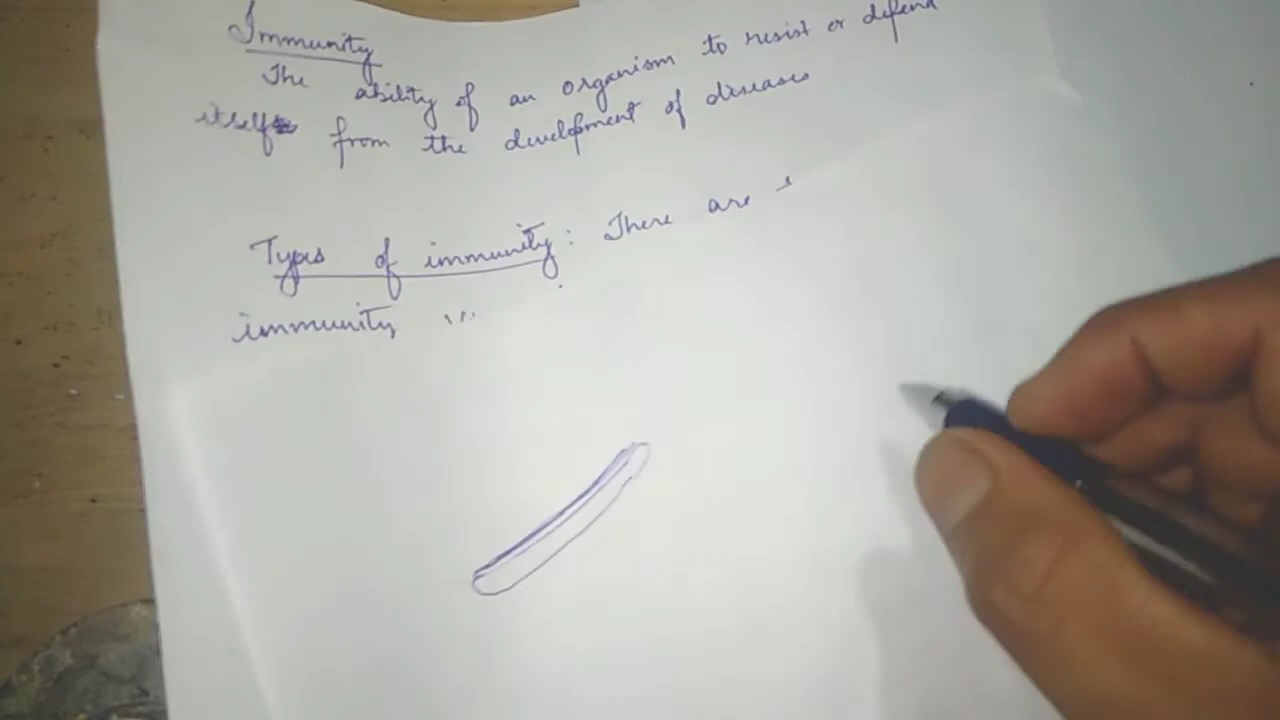 Immunity
The ability of an organism to resist or defend
itself from the development of diseases
Types of immunity: There are
immunity